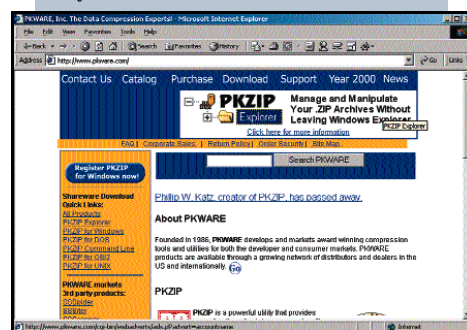 PKWARE, Inc. The Data Compression Experts! - Microsoft Internet Explorer
File Edit View Favorites Tools Help
Back Search Favorites History
Address http://www.pkware.com/ Go Links
Contact Us Catalog Purchase Download Support Year 2000 News
PKZIP Explorer
Manage and Manipulate
Your .ZIP Archives Without
Leaving Windows Explorer
PKZIP Explorer
Click here for more information
FAQ | Corporate Sales | Return Policy | Order Security | Site Map
Search PKWARE
Register PKZIP
for Windows now!
Shareware Download
Quick Links:
All Products
PKZIP Explorer
PKZIP for Windows
PKZIP for DOS
PKZIP Command Line
PKZIP for OS/2
PKZIP for UNIX
PKWARE markets
3rd party products:
Phillip W. Katz, creator of PKZIP, has passed away.
About PKWARE
Founded in 1986, PKWARE develops and markets award winning compression
tools and utilities for both the developer and consumer markets. PKWARE
products are available through a growing network of distributors and dealers in the
US and internationally. Go
PKZIP
PKZIP is a powerful utility that provides
Internet